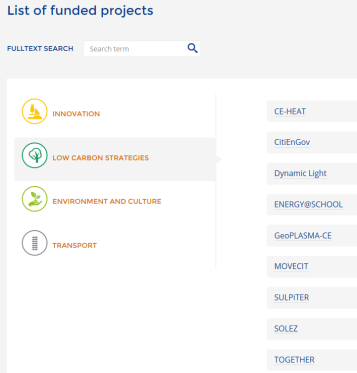 List of funded projects
FULLTEXT SEARCH Search term
INNOVATION
LOW CARBON STRATEGIES
ENVIRONMENT AND CULTURE
TRANSPORT
CE-HEAT
CitiEnGov
Dynamic Light
ENERGY@SCHOOL
GeoPLASMA-CE
MOVECIT
SULPiTER
SOLEZ
TOGETHER